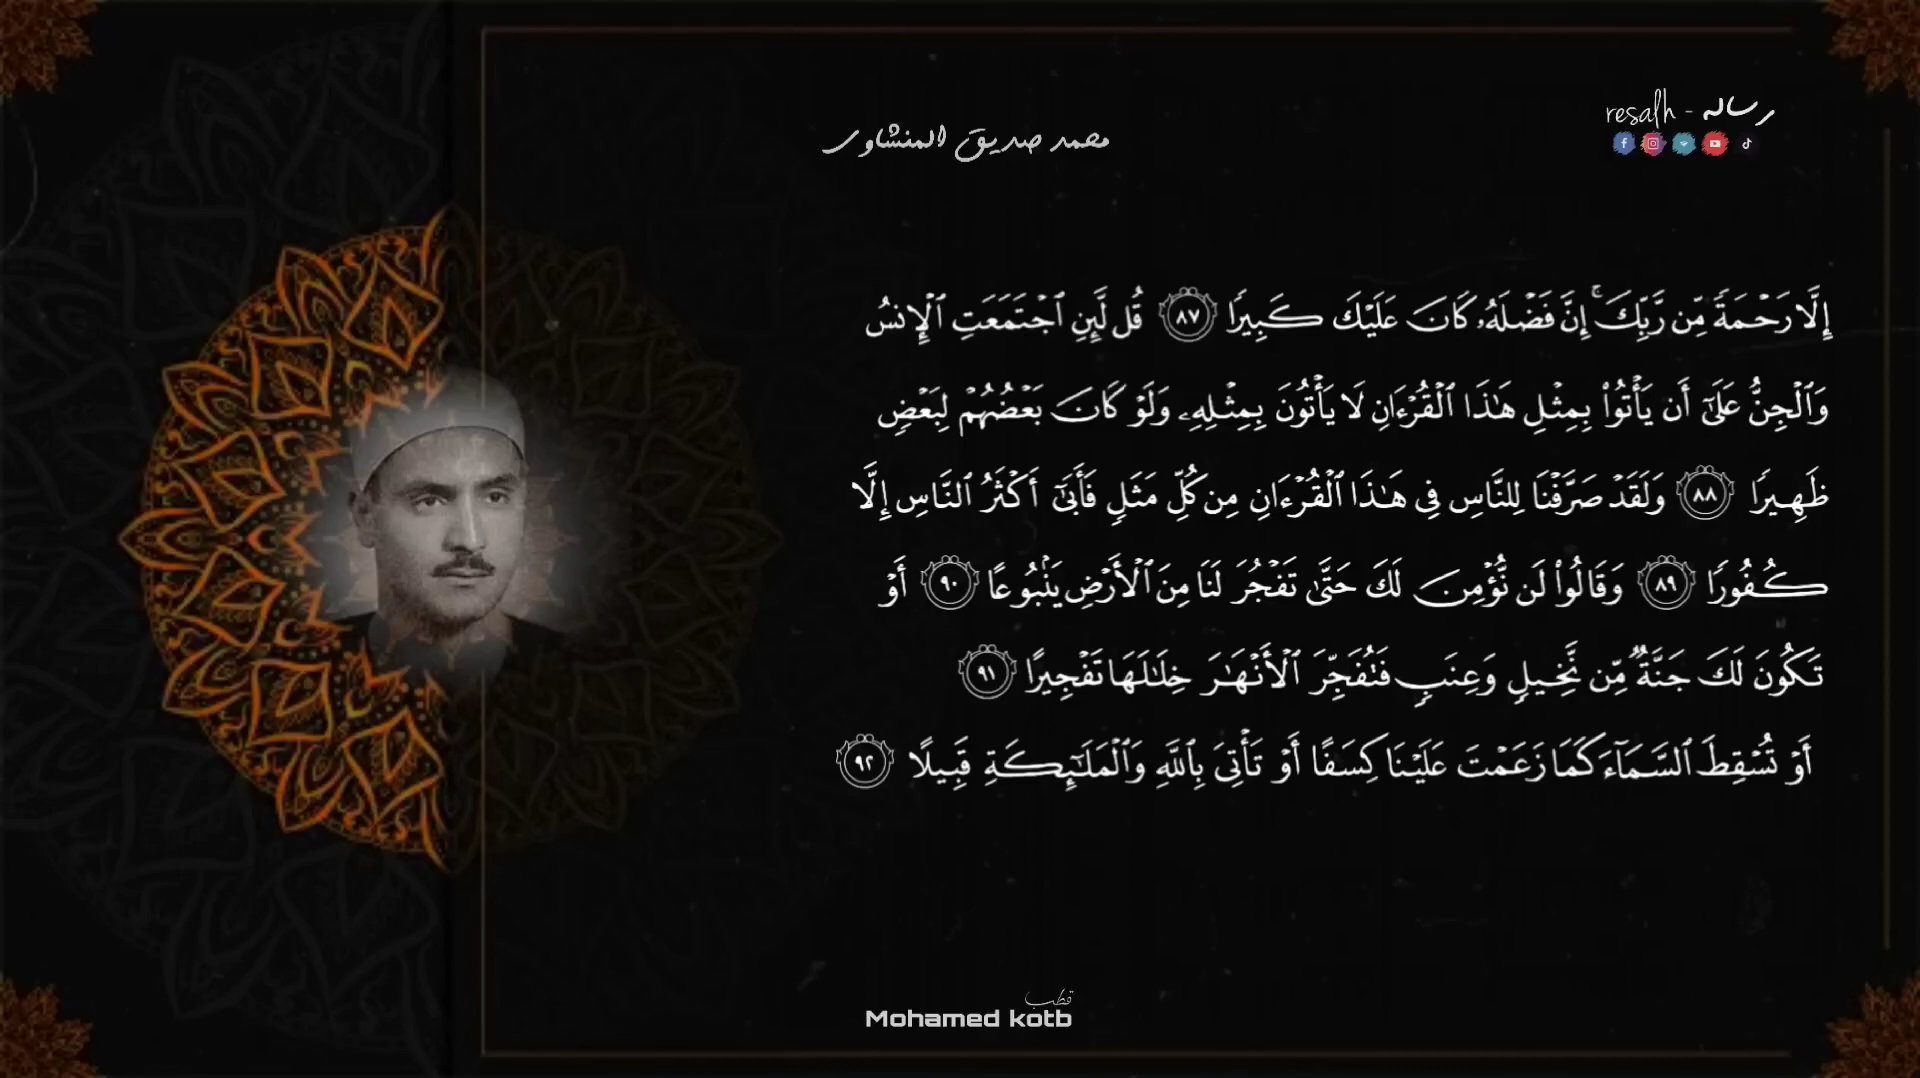 رساله - resalh
محمد صديق المنشاوى
إِلَّا رَحْمَةً مِّن رَّبِّكَ ۚ إِنَّ فَضْلَهُۥ كَانَ عَلَيْكَ كَبِيرًا ٨٧ قُل لَّئِنِ ٱجْتَمَعَتِ ٱلْإِنسُ
وَٱلْجِنُّ عَلَىٰٓ أَن يَأْتُوا۟ بِمِثْلِ هَٰذَا ٱلْقُرْءَانِ لَا يَأْتُونَ بِمِثْلِهِۦ وَلَوْ كَانَ بَعْضُهُمْ لِبَعْضٍ
ظَهِيرًا ٨٨ وَلَقَدْ صَرَّفْنَا لِلنَّاسِ فِى هَٰذَا ٱلْقُرْءَانِ مِن كُلِّ مَثَلٍ فَأَبَىٰٓ أَكْثَرُ ٱلنَّاسِ إِلَّا
كُفُورًا ٨٩ وَقَالُوا۟ لَن نُّؤْمِنَ لَكَ حَتَّىٰ تَفْجُرَ لَنَا مِنَ ٱلْأَرْضِ يَنۢبُوعًا ٩٠ أَوْ
تَكُونَ لَكَ جَنَّةٌ مِّن نَّخِيلٍ وَعِنَبٍ فَتُفَجِّرَ ٱلْأَنْهَٰرَ خِلَٰلَهَا تَفْجِيرًا ٩١
أَوْ تُسْقِطَ ٱلسَّمَآءَ كَمَا زَعَمْتَ عَلَيْنَا كِسَفًا أَوْ تَأْتِىَ بِٱللَّهِ وَٱلْمَلَٰٓئِكَةِ قَبِيلًا ٩٢
قطب
Mohamed kotb